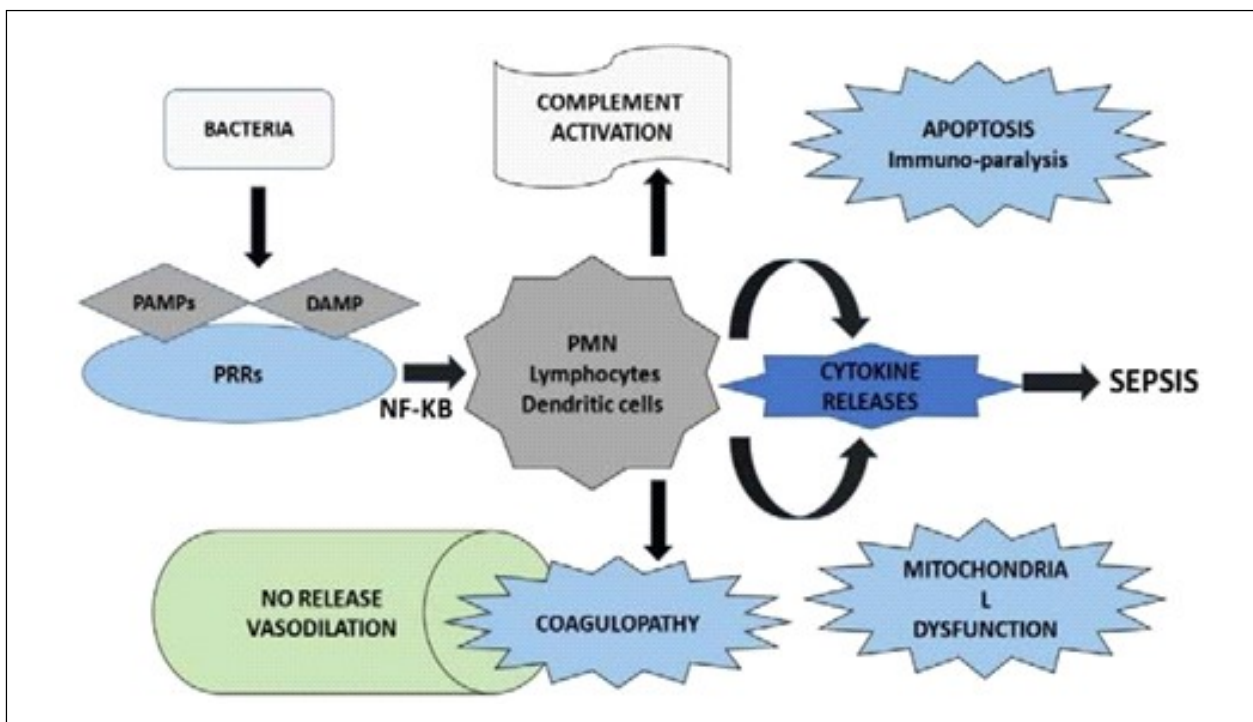 BACTERIA
COMPLEMENT
ACTIVATION
APOPTOSIS
Immuno-paralysis
PAMPs
DAMP
PRRs
NF-KB
PMN
Lymphocytes
Dendritic cells
CYTOKINE
RELEASES
SEPSIS
NO RELEASE
VASODILATION
COAGULOPATHY
MITOCHONDRIA
L
DYSFUNCTION